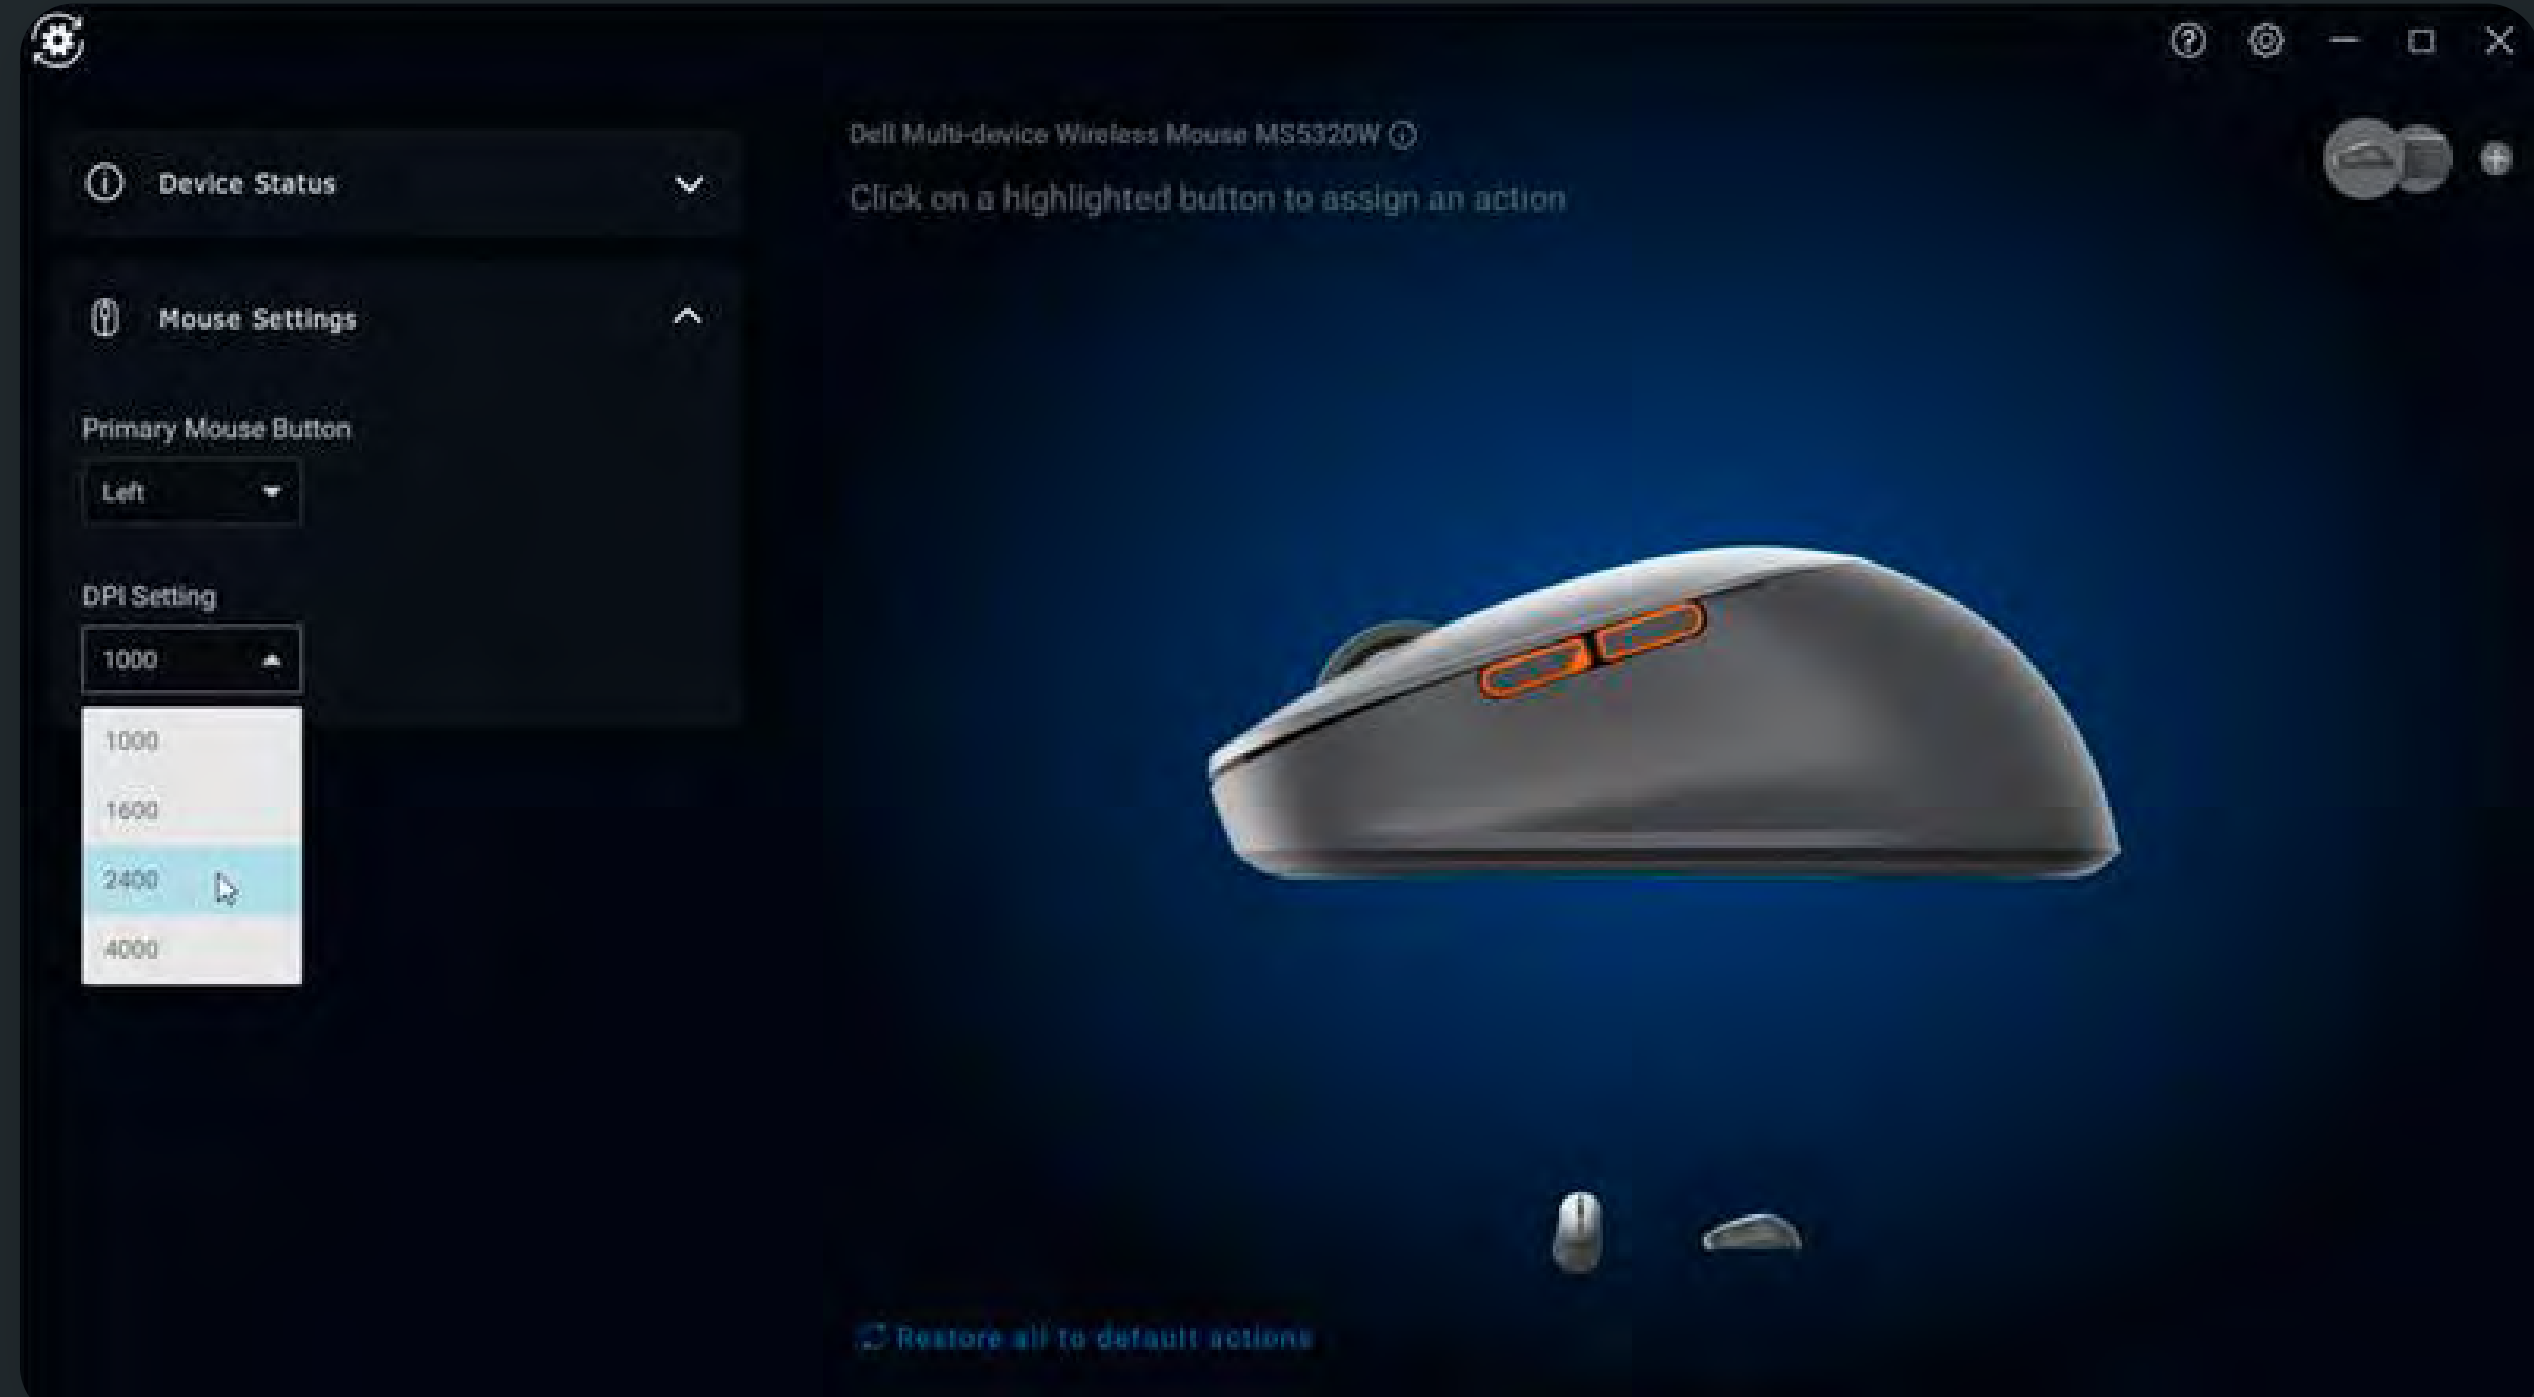 Device Status
Mouse Settings
Primary Mouse Button
Left
DPI Setting
1000
1000
1600
2400
4000
Dell Multi-device Wireless Mouse MS5320W
Click on a highlighted button to assign an action
Restore all to default actions